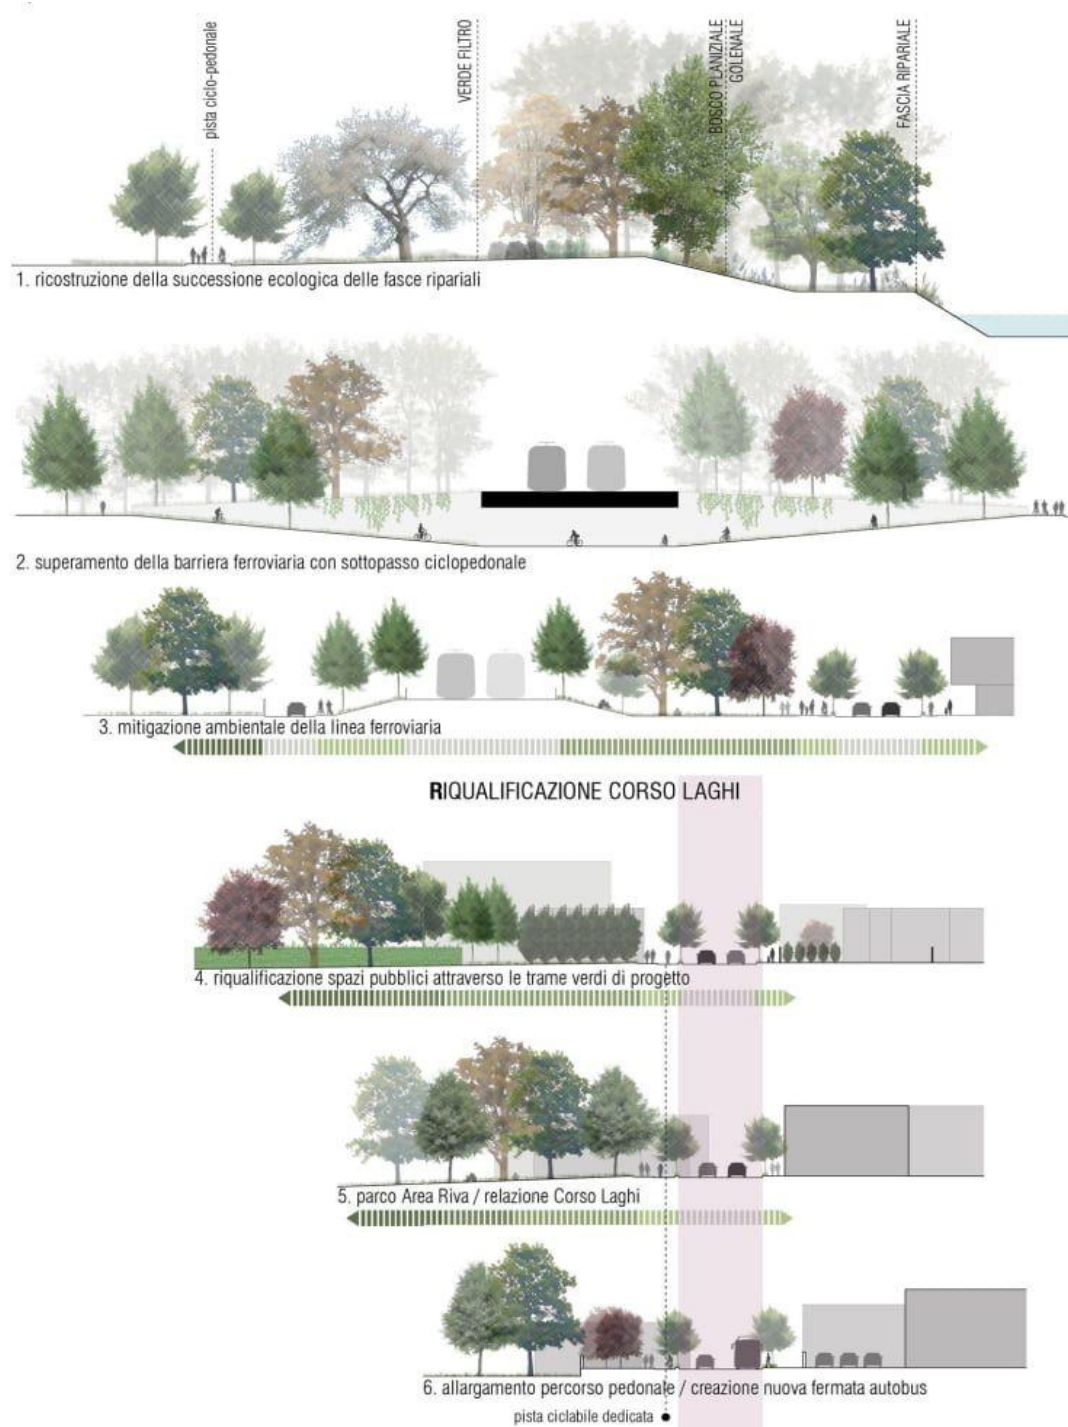 pista ciclo-pedonale
VERDE FILTRO
BOSCO PLANIZIALE
GOLENALE
FASCIA RIPARIALE
1. ricostruzione della successione ecologica delle fasce ripariali
2. superamento della barriera ferroviaria con sottopasso ciclopedonale
3. mitigazione ambientale della linea ferroviaria
RIQUALIFICAZIONE CORSO LAGHI
4. riqualificazione spazi pubblici attraverso le trame verdi di progetto
5. parco Area Riva / relazione Corso Laghi
6. allargamento percorso pedonale / creazione nuova fermata autobus
pista ciclabile dedicata